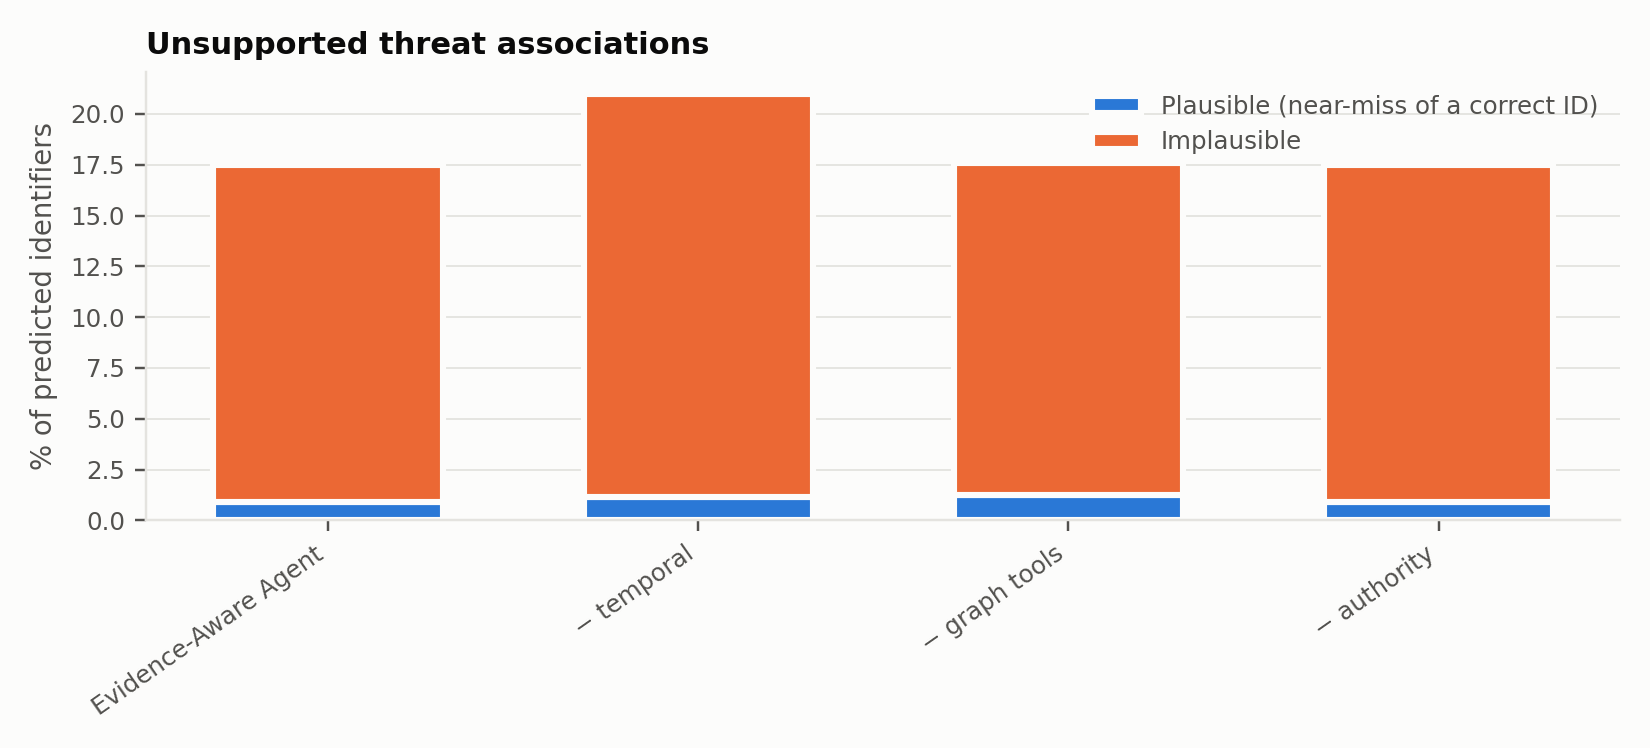 Unsupported threat associations
% of predicted identifiers
20.0
17.5
15.0
12.5
10.0
7.5
5.0
2.5
0.0
Plausible (near-miss of a correct ID)
Implausible
Evidence-Aware Agent
− temporal
− graph tools
− authority